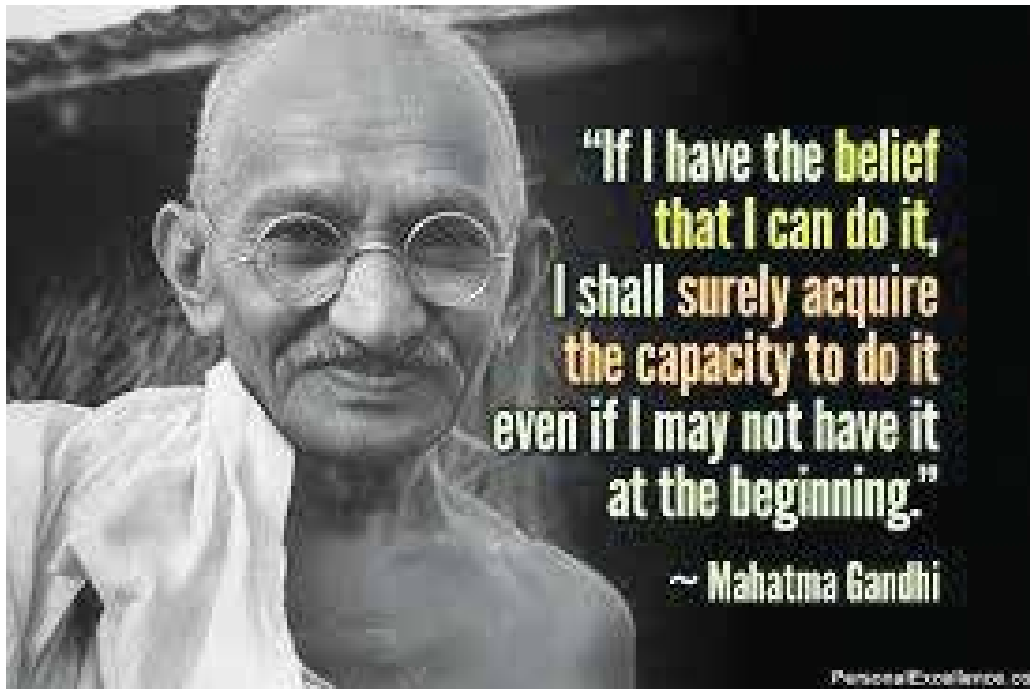 “If I have the belief
that I can do it,
I shall surely acquire
the capacity to do it
even if I may not have it
at the beginning.”
~ Mahatma Gandhi
PersonalExcellence.co